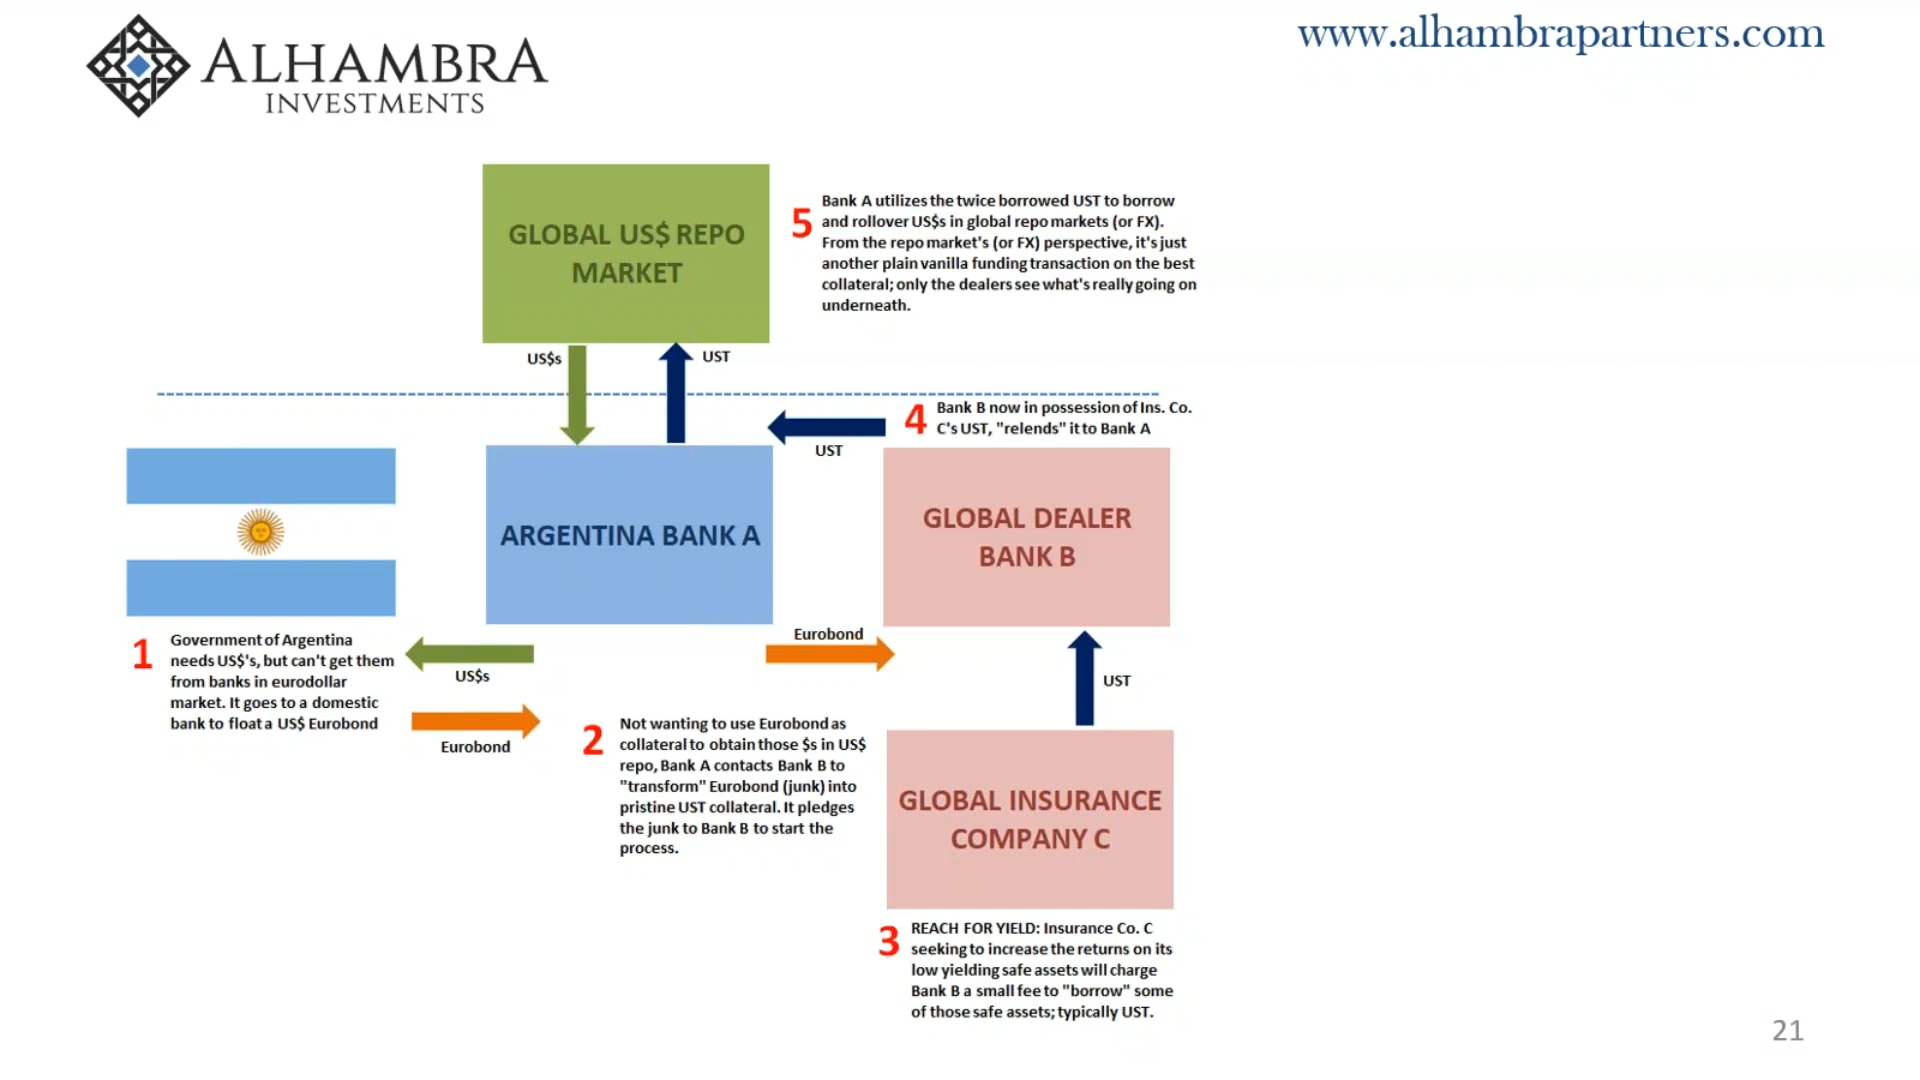 ALHAMBRA
INVESTMENTS
www.alhambrapartners.com
GLOBAL US$ REPO
MARKET
5
Bank A utilizes the twice borrowed UST to borrow
and rollover US$s in global repo markets (or FX).
From the repo market's (or FX) perspective, it's just
another plain vanilla funding transaction on the best
collateral; only the dealers see what's really going on
underneath.
US$s
UST
4
Bank B now in possession of Ins. Co.
C's UST, "relends" it to Bank A
UST
ARGENTINA BANK A
GLOBAL DEALER
BANK B
1
Government of Argentina
needs US$'s, but can't get them
from banks in eurodollar
market. It goes to a domestic
bank to float a US$ Eurobond
US$s
Eurobond
Eurobond
UST
2
Not wanting to use Eurobond as
collateral to obtain those $s in US$
repo, Bank A contacts Bank B to
"transform" Eurobond (junk) into
pristine UST collateral. It pledges
the junk to Bank B to start the
process.
GLOBAL INSURANCE
COMPANY C
3
REACH FOR YIELD: Insurance Co. C
seeking to increase the returns on its
low yielding safe assets will charge
Bank B a small fee to "borrow" some
of those safe assets; typically UST.
21